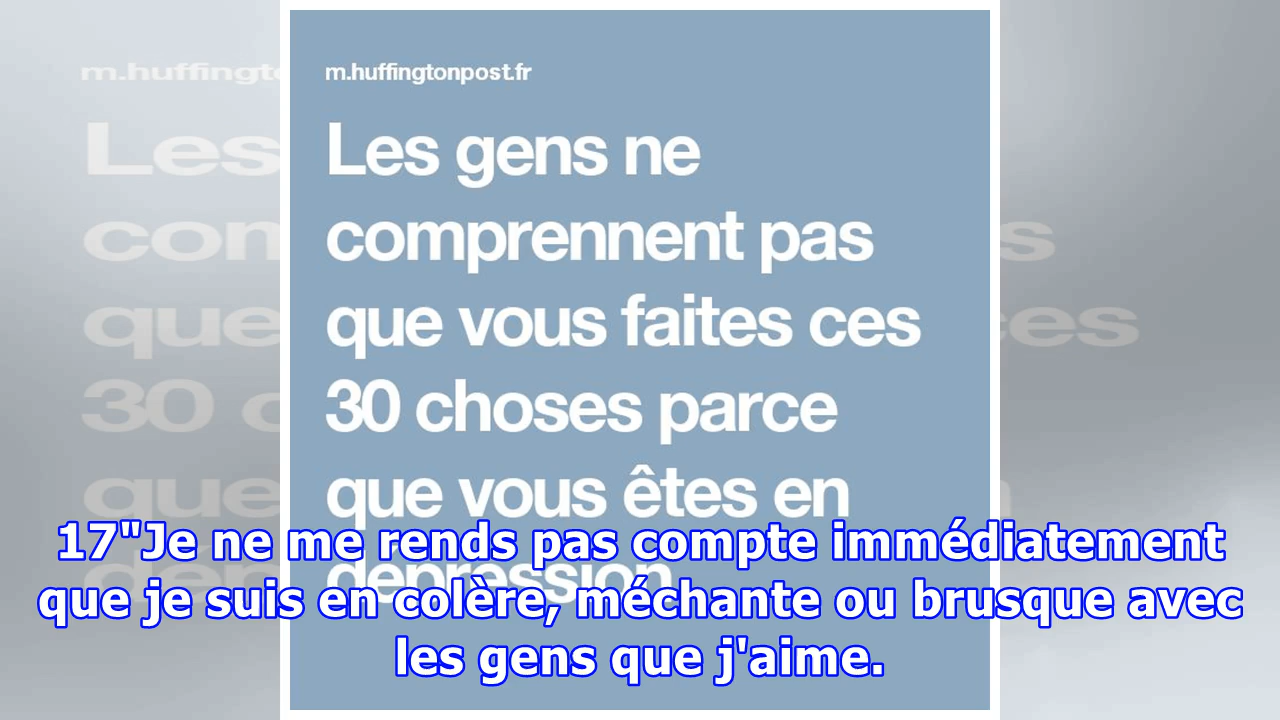 m.huffingtonpost.fr
Les gens ne
comprennent pas
que vous faites ces
30 choses parce
que vous êtes en
dépression
17"Je ne me rends pas compte immédiatement
que je suis en colère, méchante ou brusque avec
les gens que j'aime.